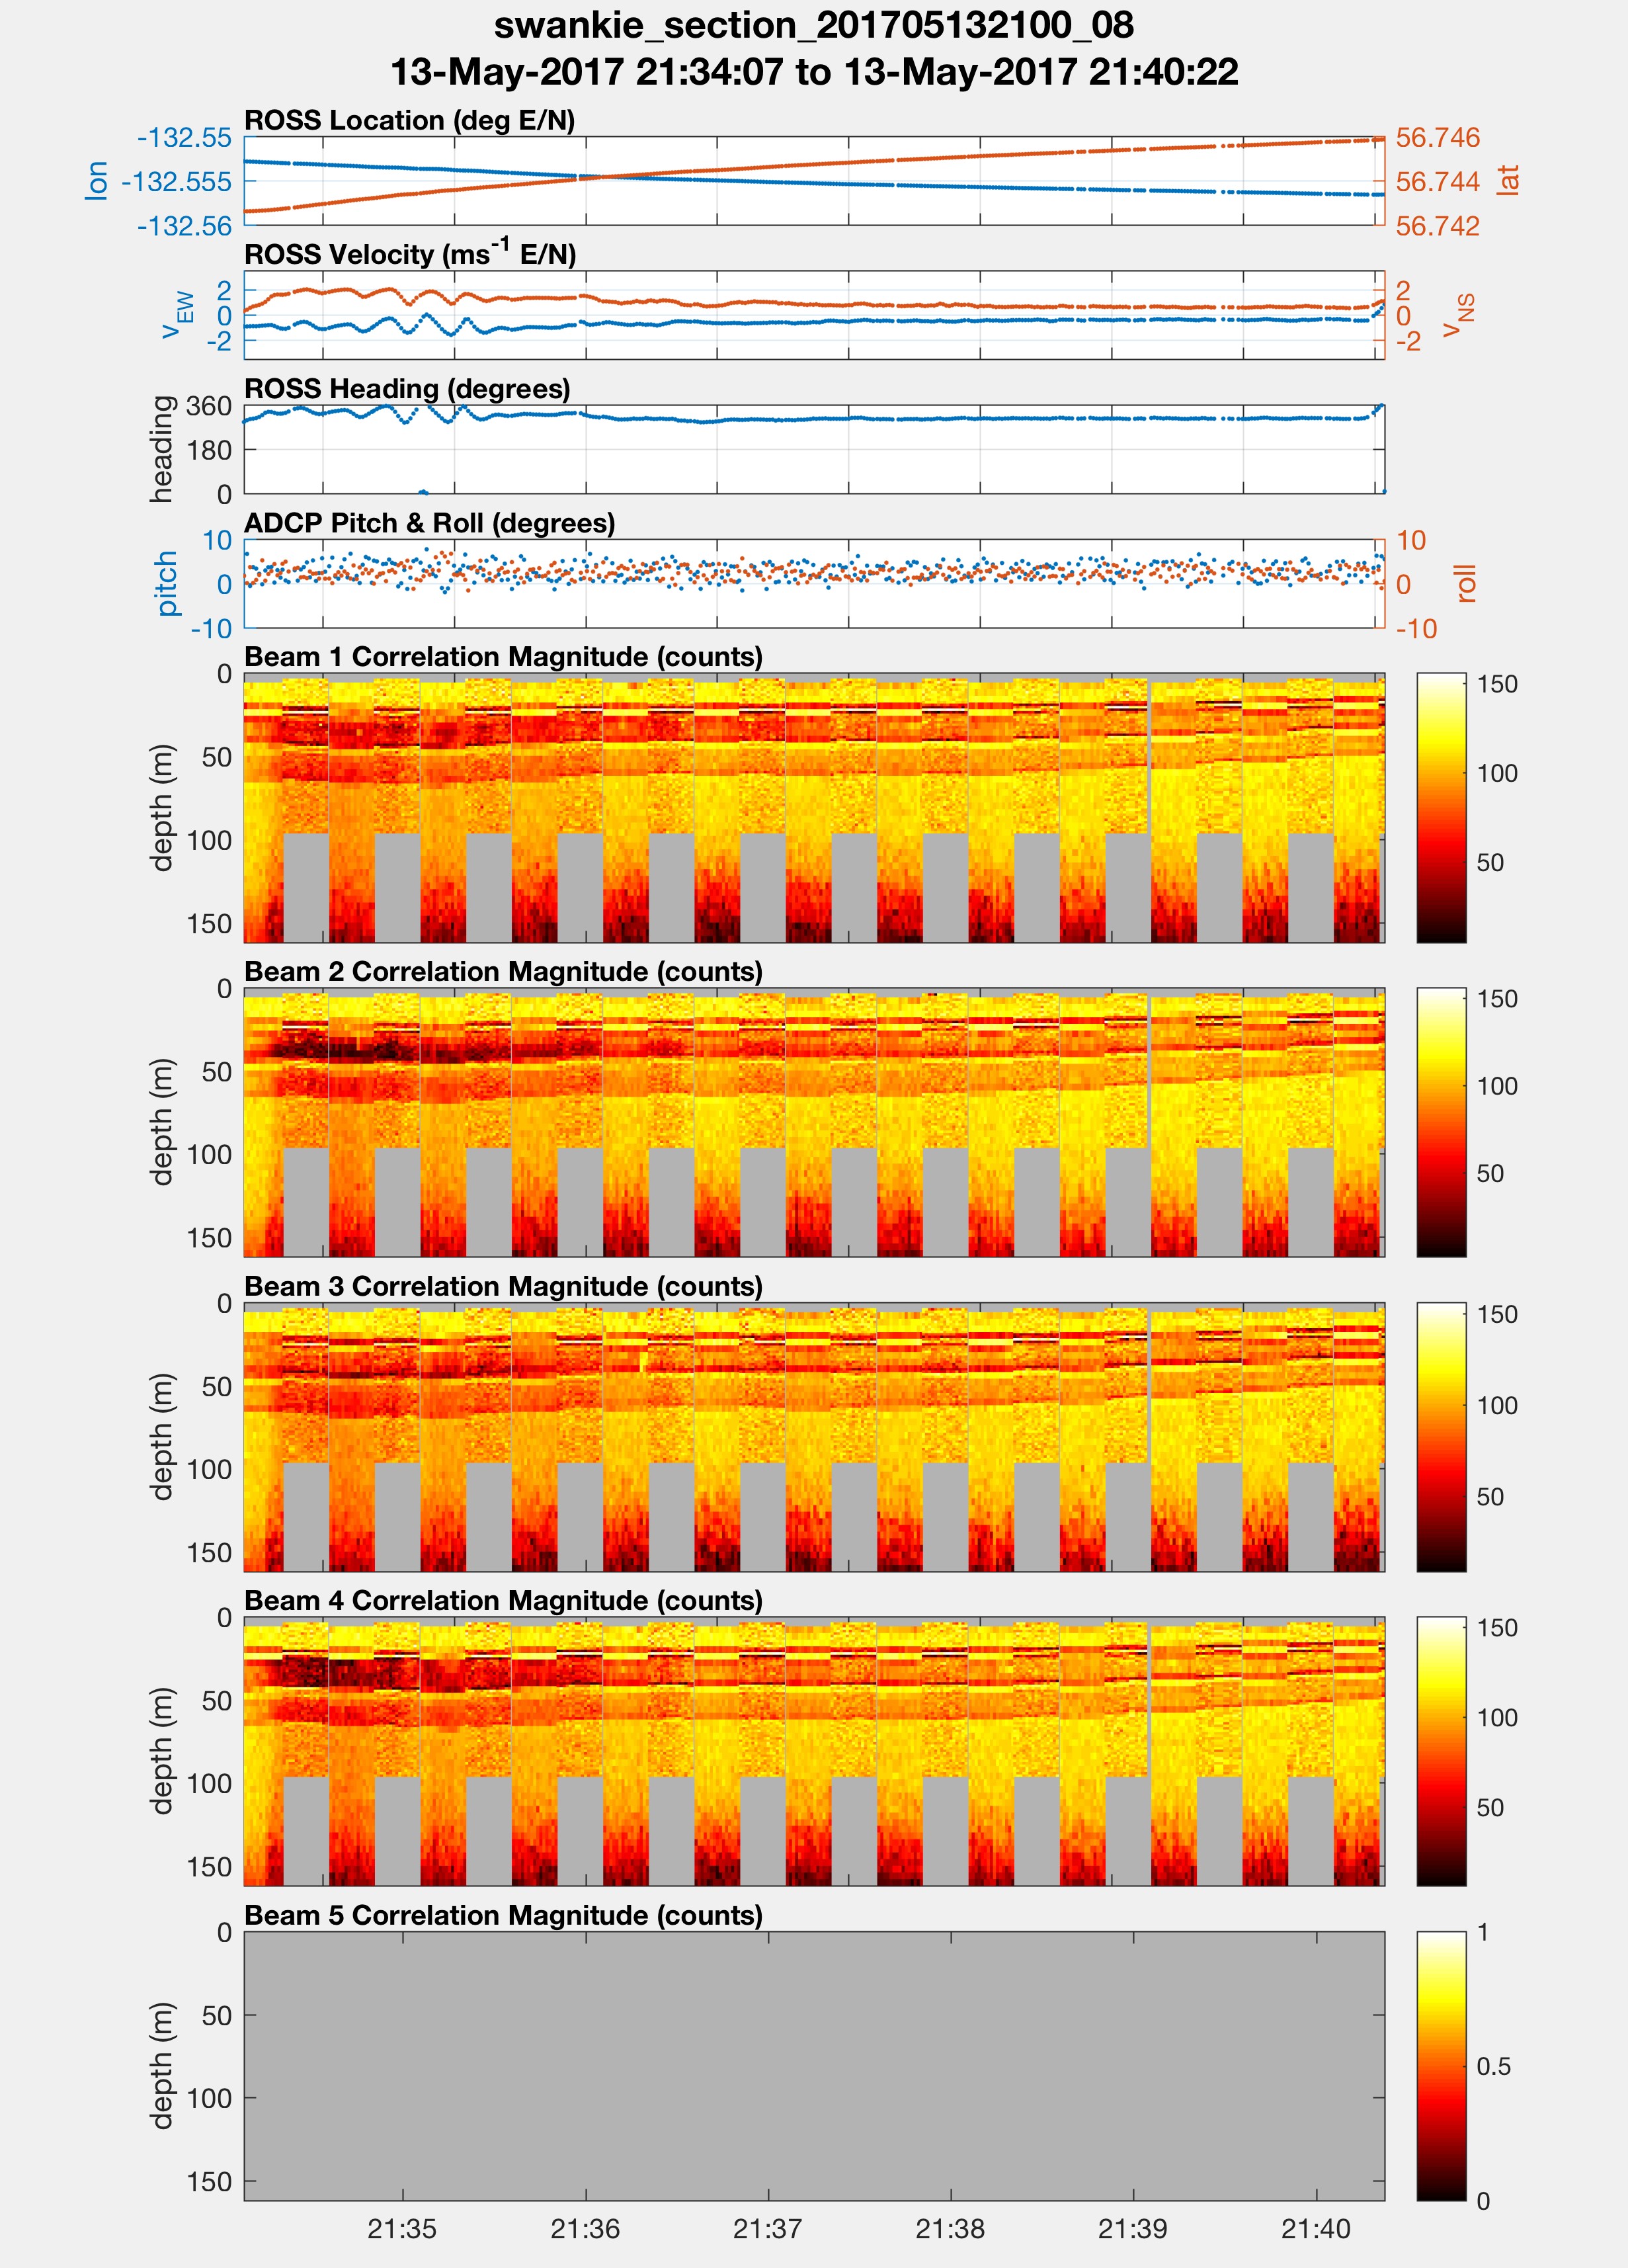 swankie_section_201705132100_08
13-May-2017 21:34:07 to 13-May-2017 21:40:22
ROSS Location (deg E/N)
-132.55
-132.555
-132.56
lon
56.746
56.744
56.742
lat
ROSS Velocity (ms-1 E/N)
2
0
-2
vEW
2
0
-2
vNS
ROSS Heading (degrees)
360
180
0
heading
ADCP Pitch & Roll (degrees)
10
0
-10
pitch
10
0
-10
roll
Beam 1 Correlation Magnitude (counts)
0
50
100
150
depth (m)
150
100
50
Beam 2 Correlation Magnitude (counts)
0
50
100
150
depth (m)
150
100
50
Beam 3 Correlation Magnitude (counts)
0
50
100
150
depth (m)
150
100
50
Beam 4 Correlation Magnitude (counts)
0
50
100
150
depth (m)
150
100
50
Beam 5 Correlation Magnitude (counts)
0
50
100
150
depth (m)
1
0.5
0
21:35 21:36 21:37 21:38 21:39 21:40